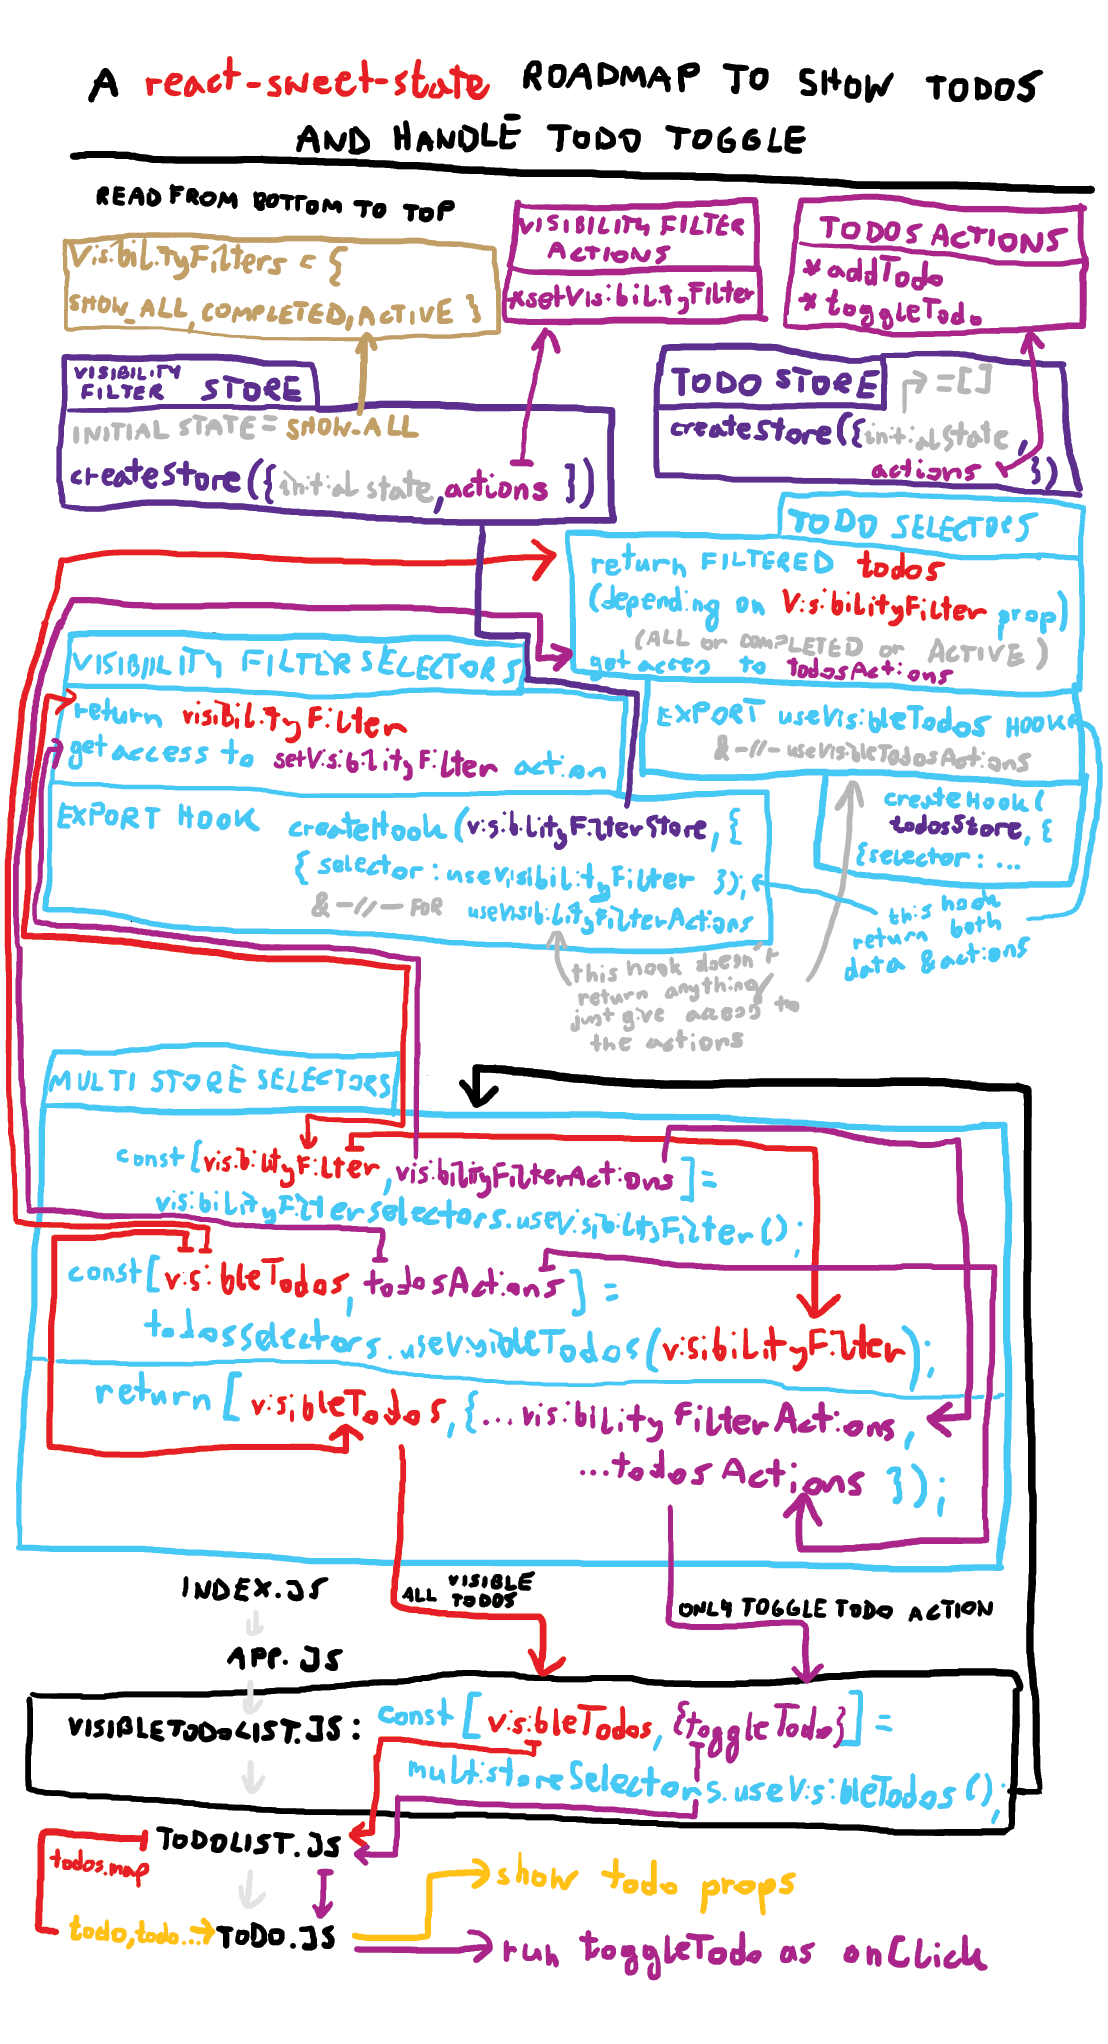 A react-sweet-state ROADMAP TO SHOW TODOS
AND HANDLE TODO TOGGLE
READ FROM BOTTOM TO TOP
VisibilityFilters = {
SHOW_ALL, COMPLETED, ACTIVE }
VISIBILITY FILTER
ACTIONS
*setVisibilityFilter
TODOS ACTIONS
* addTodo
* toggleTodo
VISIBILITY
FILTER STORE
INITIAL STATE = SHOW_ALL
createStore({initial state, actions })
TODO STORE
=[]
createStore({initialState,
actions })
TODO SELECTORS
return FILTERED todos
(depending on VisibilityFilter prop)
(ALL or COMPLETED or ACTIVE)
get acces to todosActions
EXPORT useVisibleTodos HOOK
& -//- useVisibleTodosActions
createHook(
todosStore, {
{selector: ...
VISIBILITY FILTER SELECTORS
return visibilityFilter
get access to setVisibilityFilter action
EXPORT HOOK createHook(visibilityFilterStore, {
{ selector: useVisibilityFilter });
& -//- FOR useVisibilityFilterActions
this hook
return both
data & actions
this hook doesn't
return anything,
just give access to
the actions
MULTI STORE SELECTORS
const[visibilityFilter, visibilityFilterActions]=
visibilityFilterSelectors.useVisibiltyFilter();
const[visibleTodos, todosActions] =
todosSelectors.useVisibleTodos(visibilityFilter);
return [visibleTodos, {...visibilityFilterActions,
...todosActions });
INDEX.JS
ALL VISIBLE
TODOS
ONLY TOGGLE TODO ACTION
APP.JS
VISIBLETODOLIST.JS: const[visibleTodos, {toggleTodo}] =
multistoreSelectors.useVisibleTodos();
TODOLIST.JS
todos.map
show todo props
todo, todo... TODO.JS
run toggleTodo as onClick